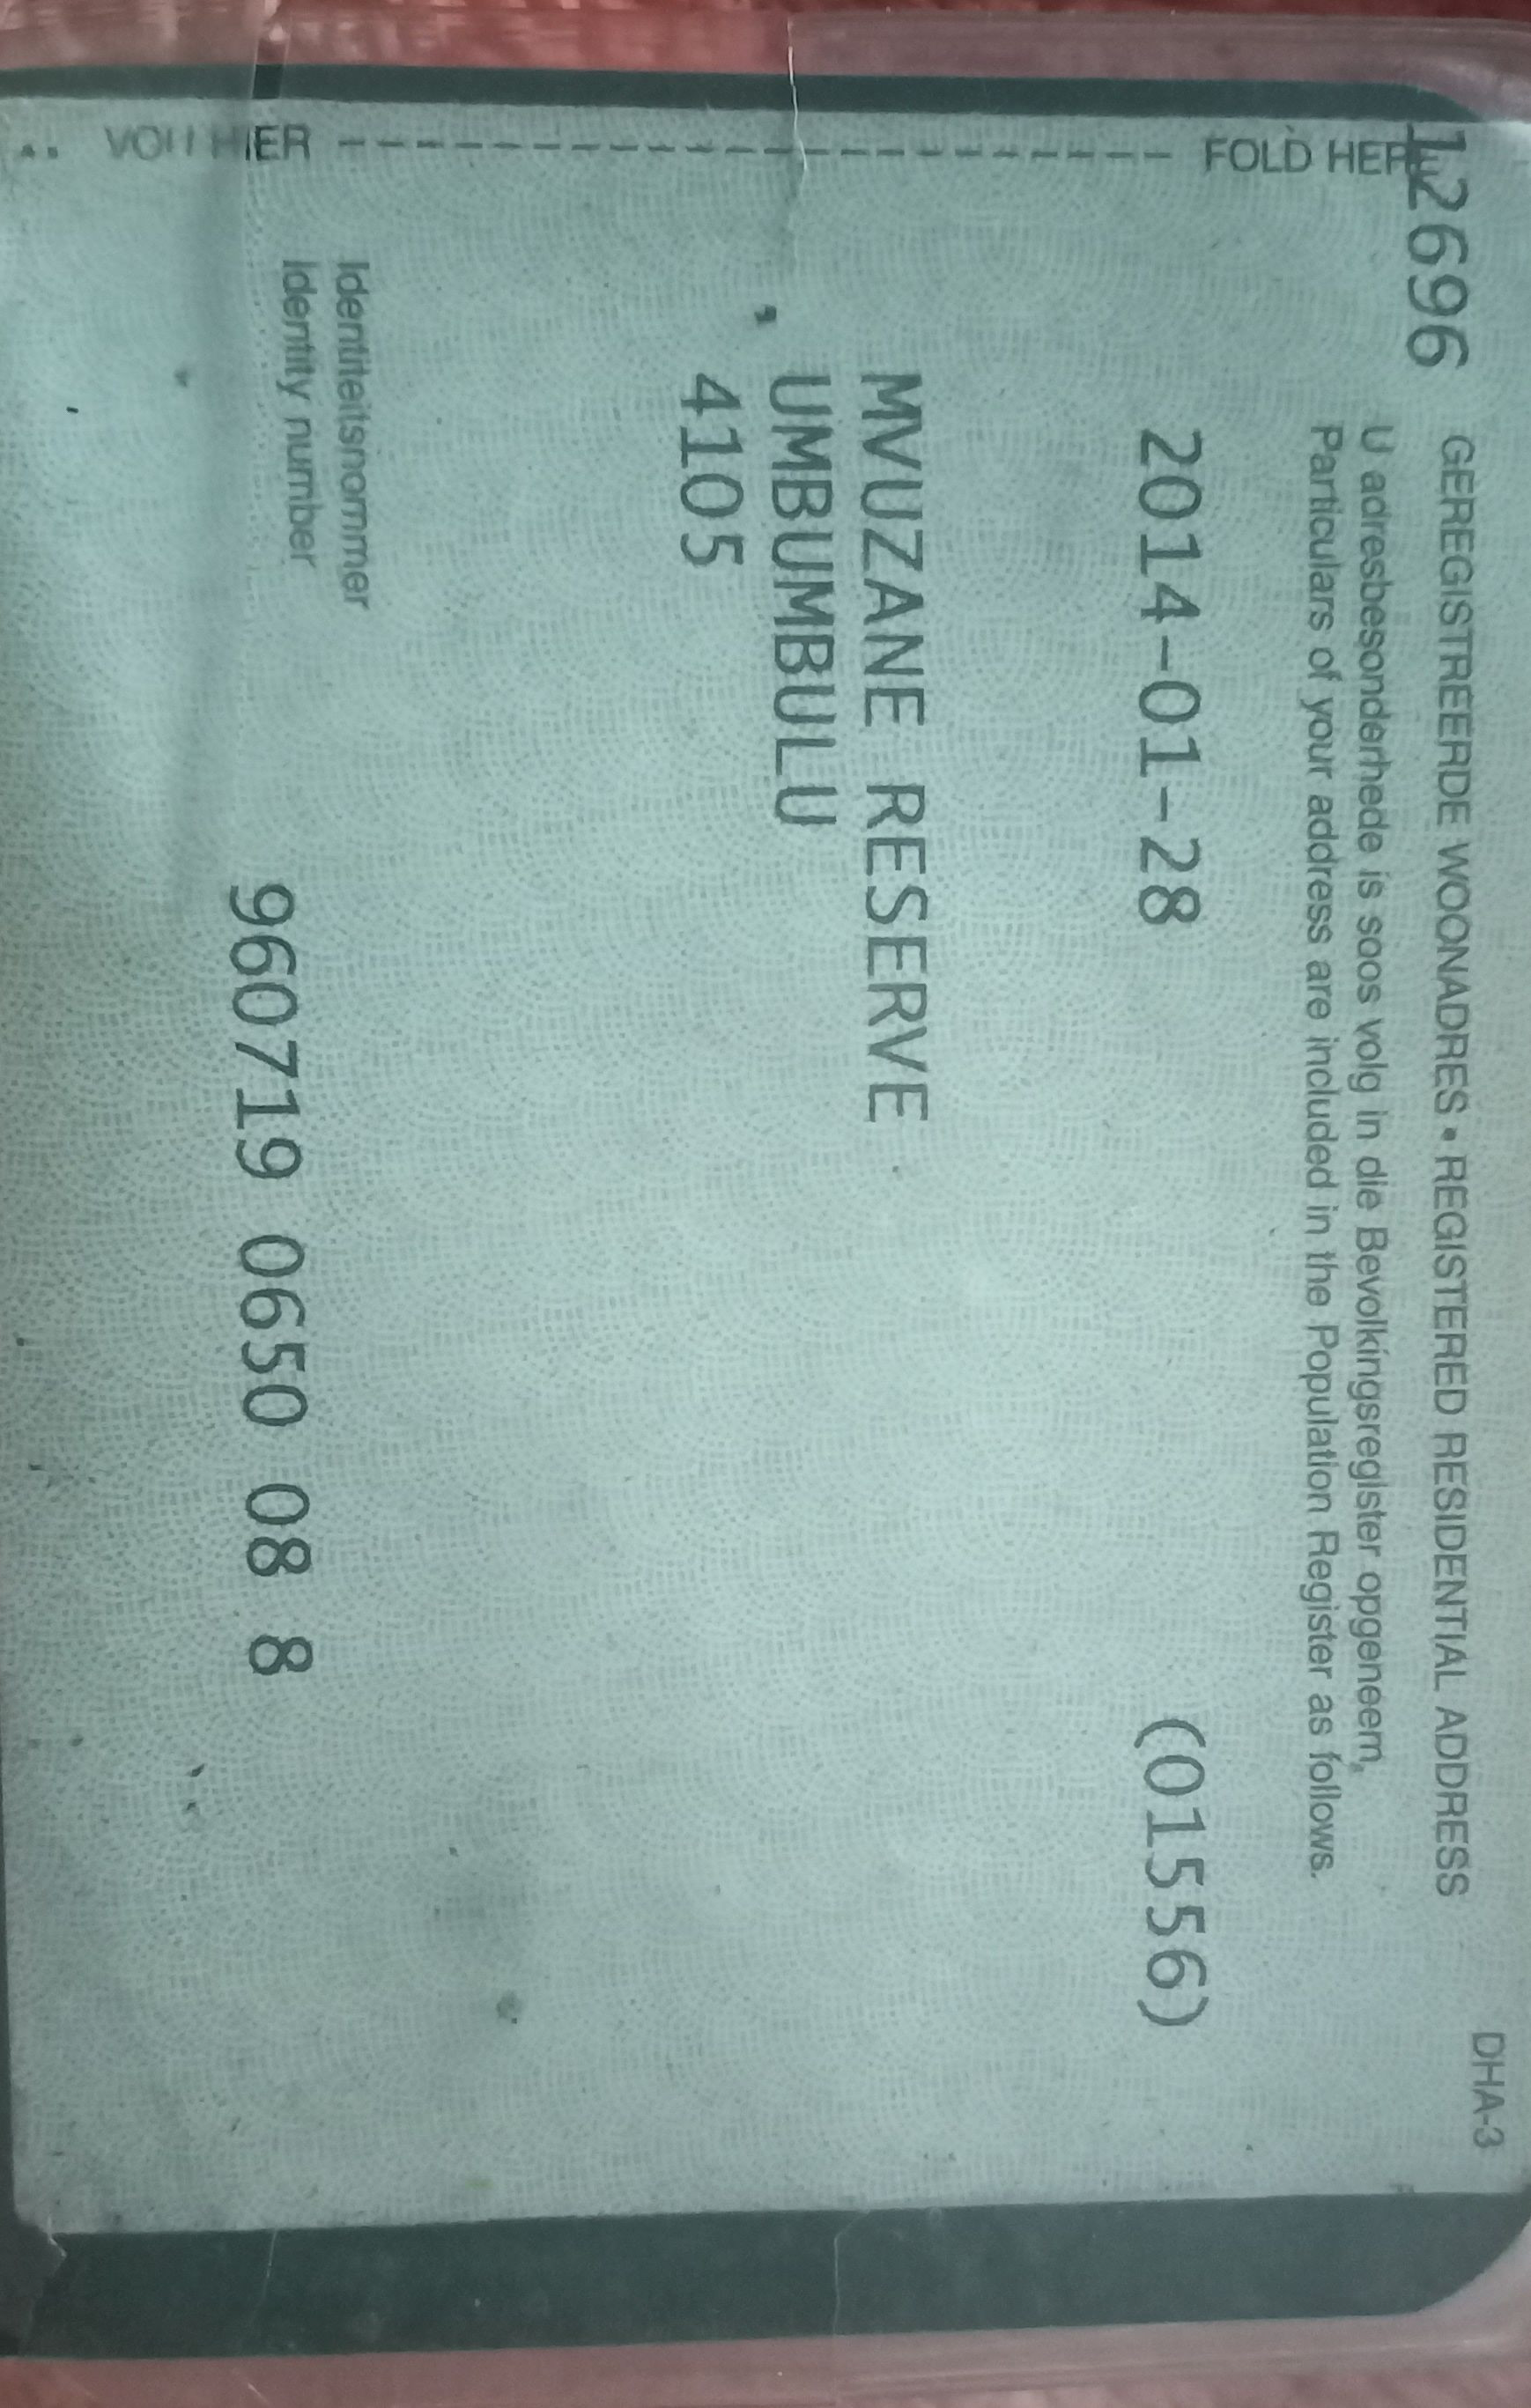 DHA-3
12696 GEREGISTREERDE WOONADRES • REGISTERED RESIDENTIAL ADDRESS
U adresbesonderhede is soos volg in die Bevolkingsregister opgeneem.
Particulars of your address are included in the Population Register as follows.
2014-01-28 (01556)
MVUZANE RESERVE
UMBUMBULU
4105
Identiteitsnommer
Identity number 960719 0650 08 8
VOU HIER FOLD HERE